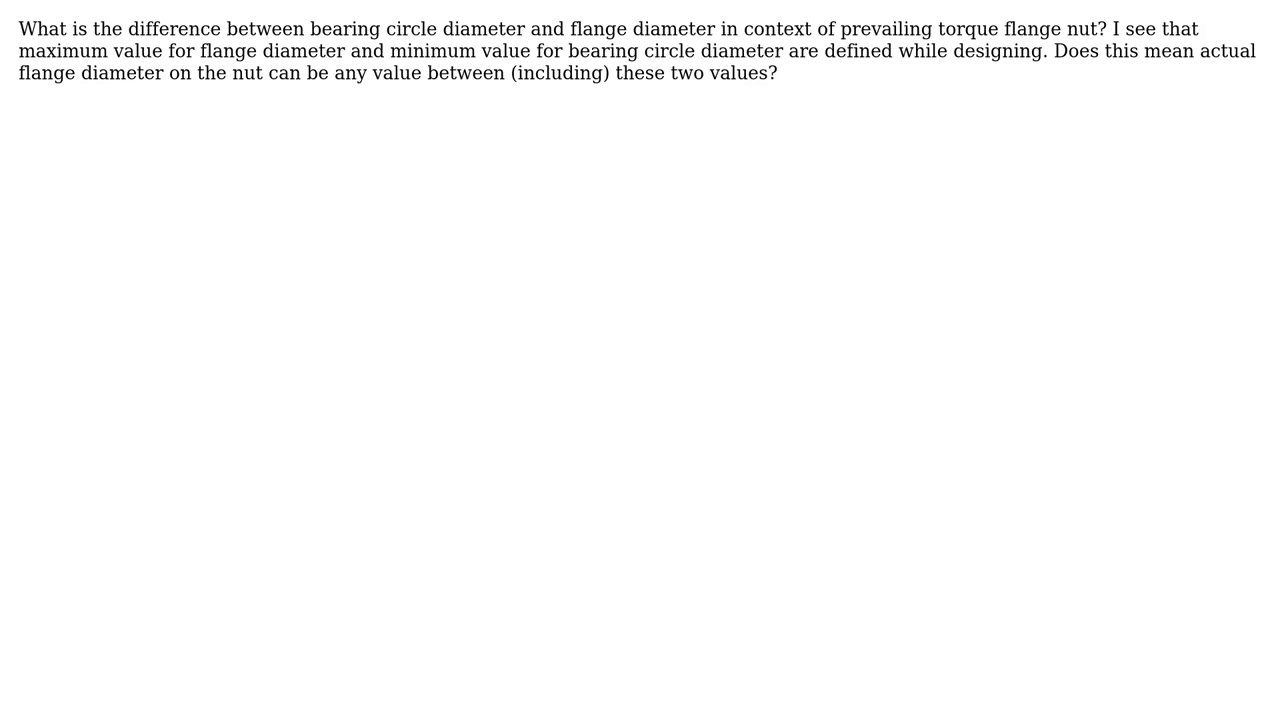 What is the difference between bearing circle diameter and flange diameter in context of prevailing torque flange nut? I see that
maximum value for flange diameter and minimum value for bearing circle diameter are defined while designing. Does this mean actual
flange diameter on the nut can be any value between (including) these two values?